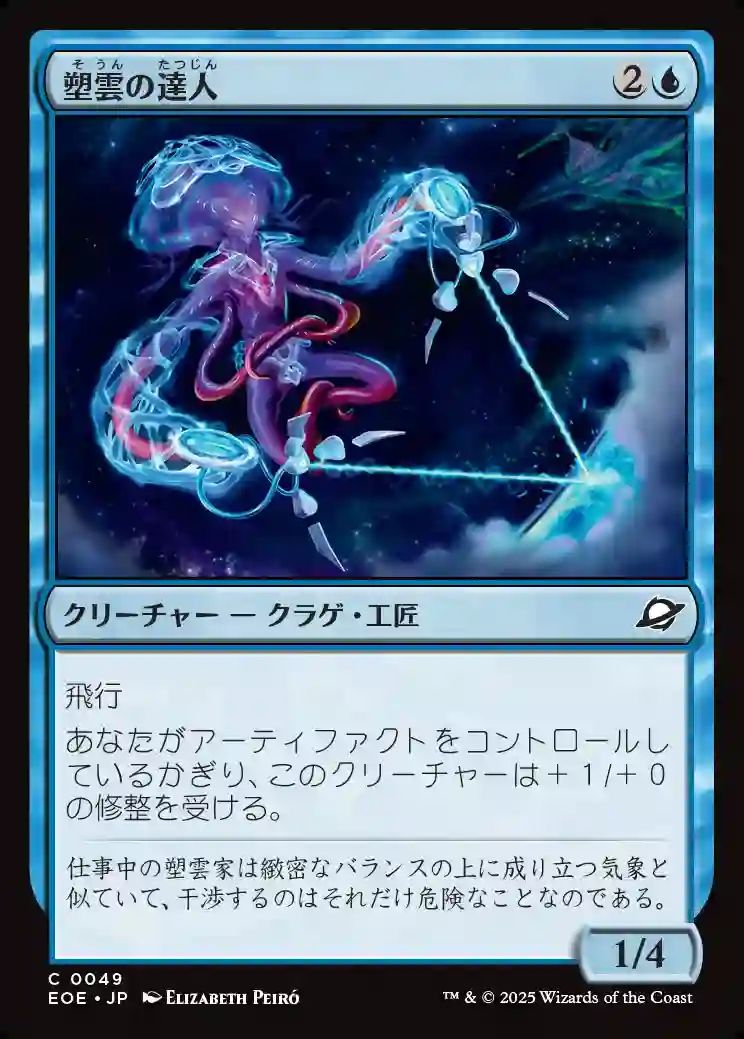 そううん たつじん
塑雲の達人
2
クリーチャー — クラゲ・工匠
飛行
あなたがアーティファクトをコントロールし
ているかぎり、このクリーチャーは+1/+0
の修整を受ける。
仕事中の塑雲家は緻密なバランスの上に成り立つ気象と
似ていて、干渉するのはそれだけ危険なことなのである。
1/4
C 0049
EOE • JP ELIZABETH PEIRÓ
™ & © 2025 Wizards of the Coast